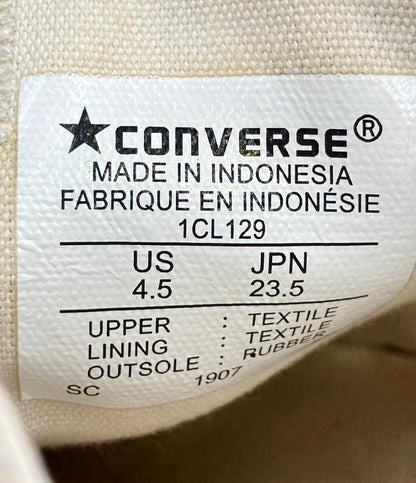 ★CONVERSE®
MADE IN INDONESIA
FABRIQUE EN INDONÉSIE
1CL129
US JPN
4.5 23.5
UPPER : TEXTILE
LINING : TEXTILE
OUTSOLE : RUBBER
SC 1907